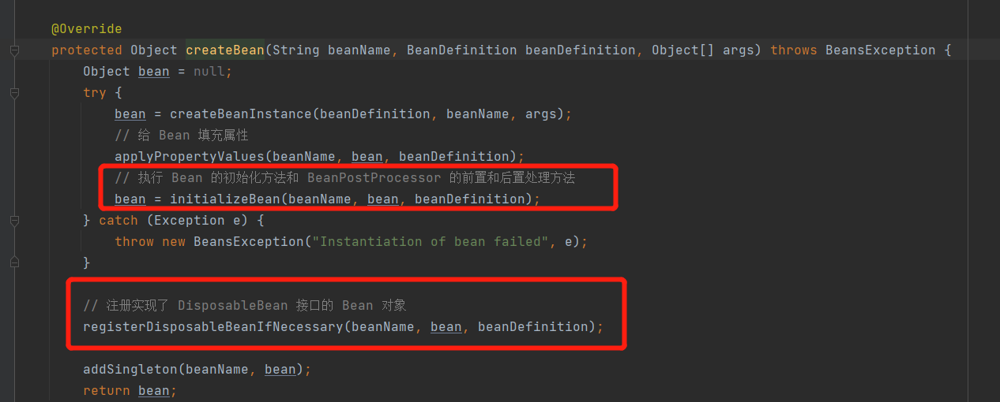 @Override
protected Object createBean(String beanName, BeanDefinition beanDefinition, Object[] args) throws BeansException {
Object bean = null;
try {
bean = createBeanInstance(beanDefinition, beanName, args);
// 给 Bean 填充属性
applyPropertyValues(beanName, bean, beanDefinition);
// 执行 Bean 的初始化方法和 BeanPostProcessor 的前置和后置处理方法
bean = initializeBean(beanName, bean, beanDefinition);
} catch (Exception e) {
throw new BeansException("Instantiation of bean failed", e);
}
// 注册实现了 DisposableBean 接口的 Bean 对象
registerDisposableBeanIfNecessary(beanName, bean, beanDefinition);
addSingleton(beanName, bean);
return bean;